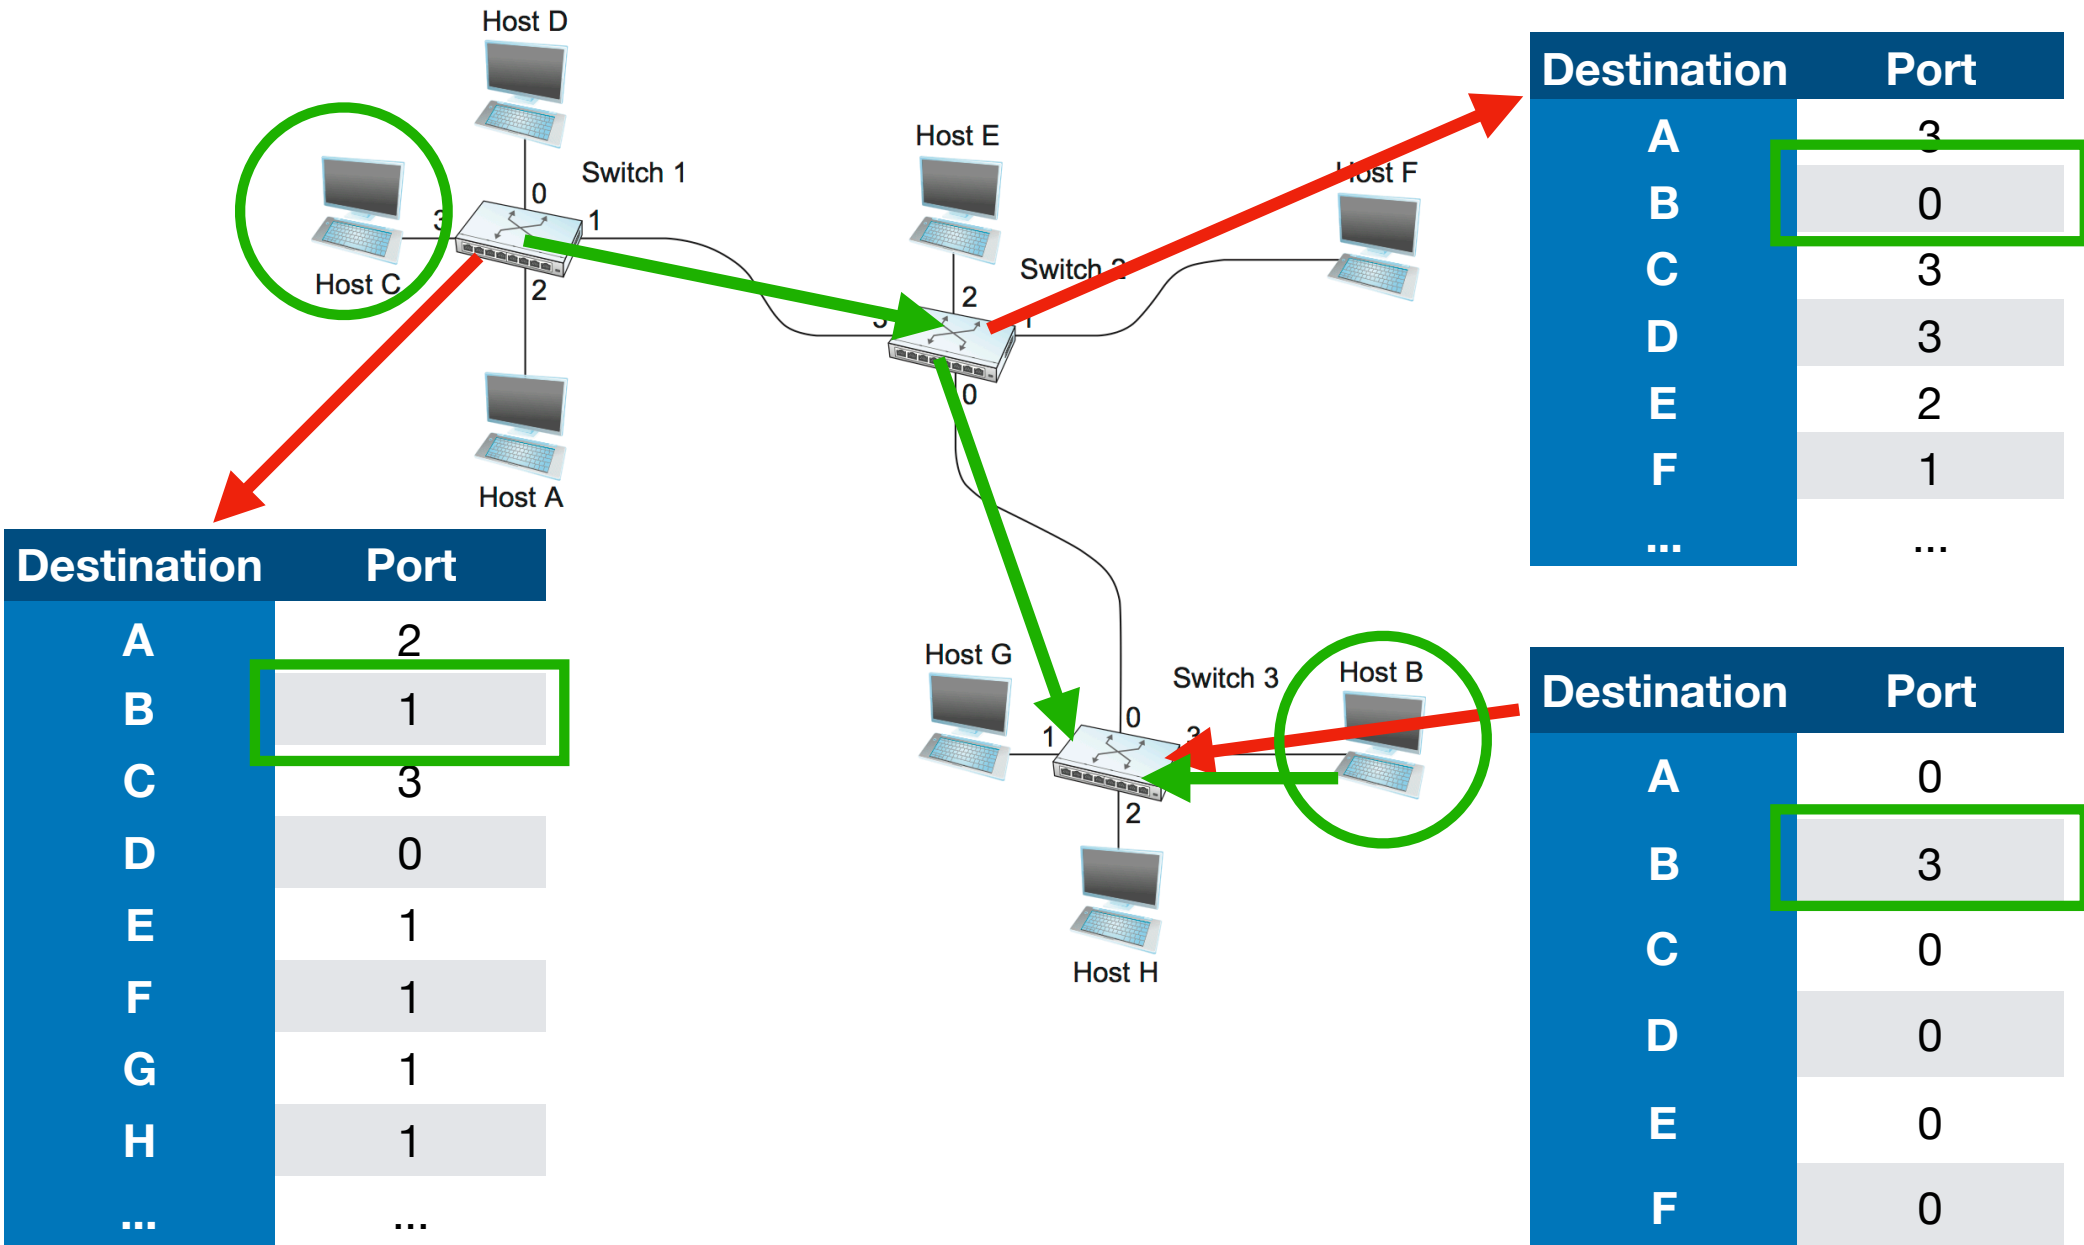 Host D
Host C
Switch 1
0
1
2
3
Host A
Host E
Switch 2
2
3
1
0
Host F
Host G
Switch 3
Host B
0
1
3
2
Host H
Destination Port
A 2
B 1
C 3
D 0
E 1
F 1
G 1
H 1
... ...
Destination Port
A 3
B 0
C 3
D 3
E 2
F 1
... ...
Destination Port
A 0
B 3
C 0
D 0
E 0
F 0